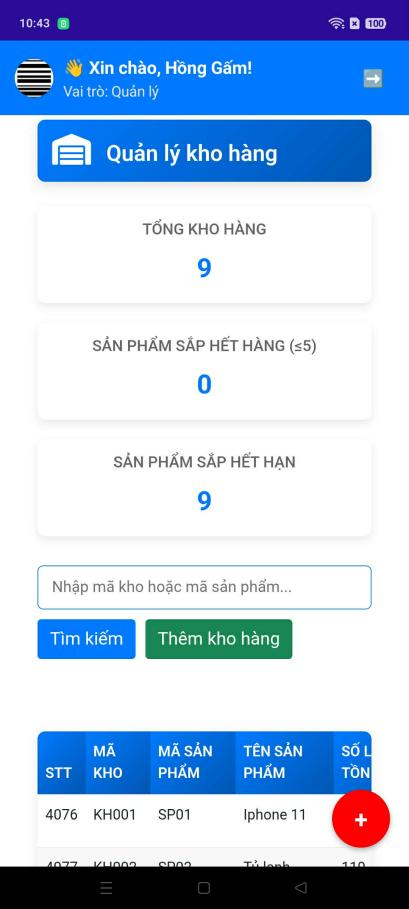 10:43
100
👋 Xin chào, Hồng Gấm!
Vai trò: Quản lý
Quản lý kho hàng
TỔNG KHO HÀNG
9
SẢN PHẨM SẮP HẾT HÀNG (≤5)
0
SẢN PHẨM SẮP HẾT HẠN
9
Nhập mã kho hoặc mã sản phẩm...
Tìm kiếm
Thêm kho hàng
STT
MÃ
KHO
MÃ SẢN
PHẨM
TÊN SẢN
PHẨM
SỐ L
TỒN
4076 KH001 SP01 Iphone 11
+
4077 KH002 SP02 Tủ lạnh 110